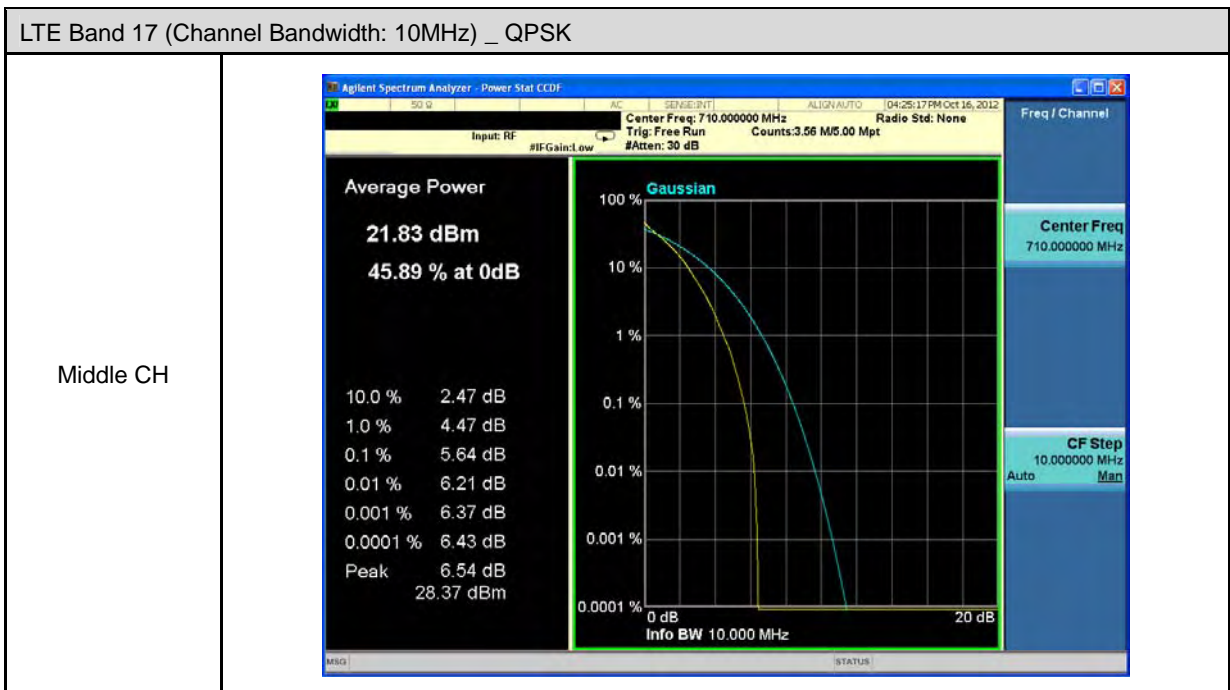 LTE Band 17 (Channel Bandwidth: 10MHz) _ QPSK
Middle CH
Agilent Spectrum Analyzer - Power Stat CCDF
50 Ω AC SENSE:INT ALIGN AUTO 04:25:17 PM Oct 16, 2012
Center Freq: 710.000000 MHz Radio Std: None
Input: RF Trig: Free Run Counts:3.56 M/5.00 Mpt
#IFGain:Low #Atten: 30 dB
Average Power
21.83 dBm
45.89 % at 0dB
10.0 % 2.47 dB
1.0 % 4.47 dB
0.1 % 5.64 dB
0.01 % 6.21 dB
0.001 % 6.37 dB
0.0001 % 6.43 dB
Peak 6.54 dB
28.37 dBm
Gaussian
100 %
10 %
1 %
0.1 %
0.01 %
0.001 %
0.0001 %
0 dB 20 dB
Info BW 10.000 MHz
Freq / Channel
Center Freq
710.000000 MHz
CF Step
10.000000 MHz
Auto Man
MSG STATUS